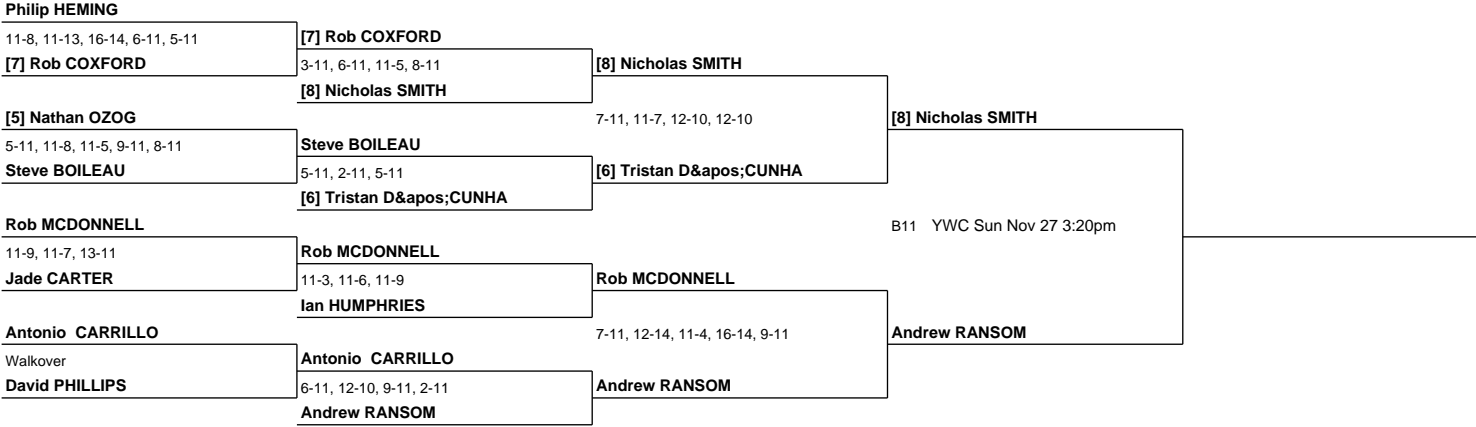 Philip HEMING
11-8, 11-13, 16-14, 6-11, 5-11
[7] Rob COXFORD
[7] Rob COXFORD
3-11, 6-11, 11-5, 8-11
[8] Nicholas SMITH
[8] Nicholas SMITH
[5] Nathan OZOG
5-11, 11-8, 11-5, 9-11, 8-11
Steve BOILEAU
Steve BOILEAU
5-11, 2-11, 5-11
[6] Tristan D&apos;CUNHA
7-11, 11-7, 12-10, 12-10
[6] Tristan D&apos;CUNHA
[8] Nicholas SMITH
Rob MCDONNELL
11-9, 11-7, 13-11
Jade CARTER
Rob MCDONNELL
11-3, 11-6, 11-9
Ian HUMPHRIES
Rob MCDONNELL
Antonio  CARRILLO
Walkover
David PHILLIPS
Antonio  CARRILLO
6-11, 12-10, 9-11, 2-11
Andrew RANSOM
7-11, 12-14, 11-4, 16-14, 9-11
Andrew RANSOM
B11 YWC Sun Nov 27 3:20pm
Andrew RANSOM